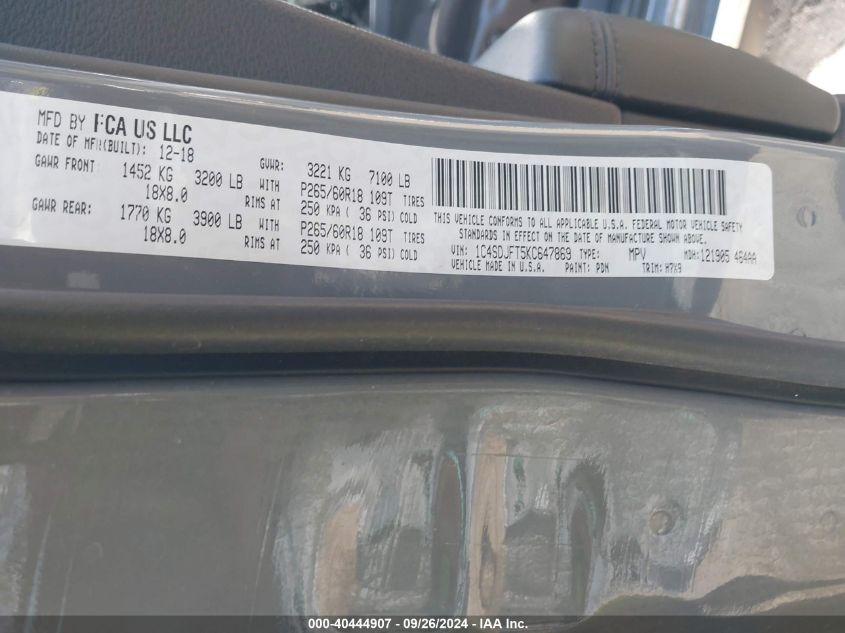 MFD BY FCA US LLC
DATE OF MFR(BUILT): 12-18
GVWR: 3221 KG 7100 LB
GAWR FRONT: 1452 KG 3200 LB WITH P265/60R18 109T TIRES
18X8.0 RIMS AT 250 KPA ( 36 PSI) COLD
GAWR REAR: 1770 KG 3900 LB WITH P265/60R18 109T TIRES
18X8.0 RIMS AT 250 KPA ( 36 PSI) COLD
THIS VEHICLE CONFORMS TO ALL APPLICABLE U.S.A. FEDERAL MOTOR VEHICLE SAFETY
STANDARDS IN EFFECT ON THE DATE OF MANUFACTURE SHOWN ABOVE.
VIN: 1C4SDJFT5KC647869 TYPE: MPV MDH:121905 464AA
VEHICLE MADE IN U.S.A. PAINT: PDN TRIM: H7X9
000-40444907 - 09/26/2024 - IAA Inc.